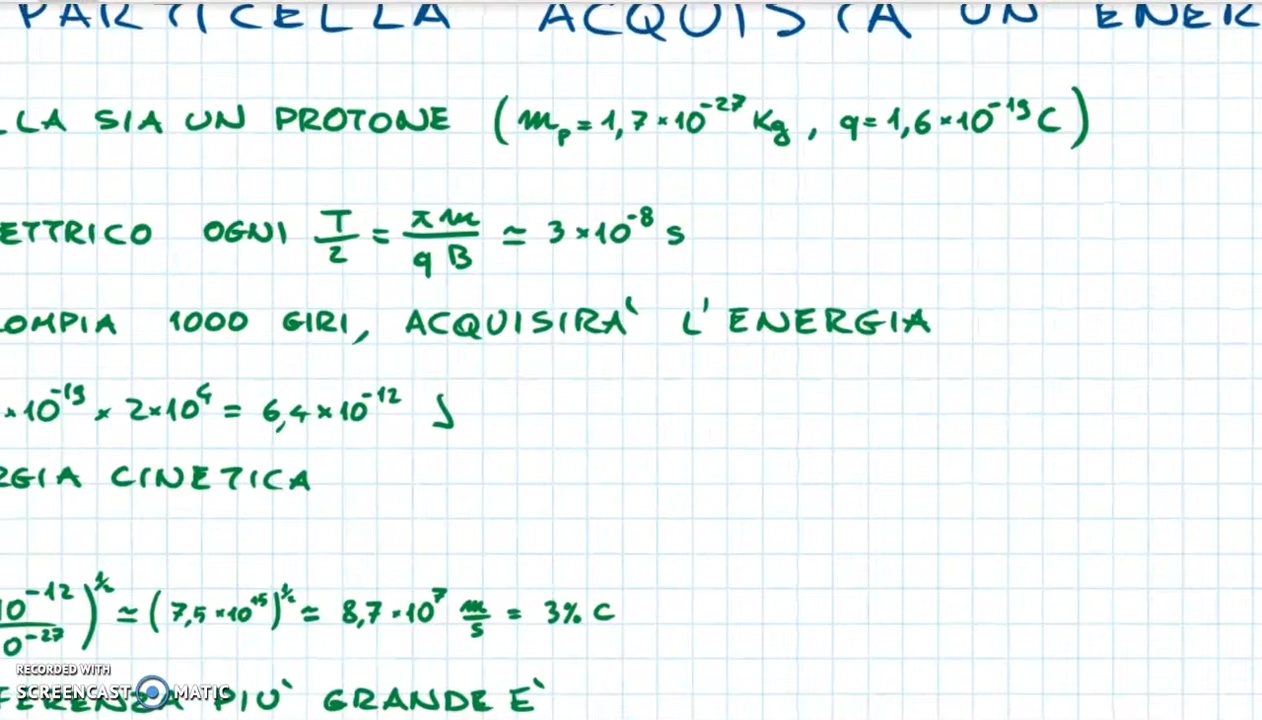 PARTICELLA ACQUISTA UN ENER
LLA SIA UN PROTONE (mp = 1,7 × 10^-27 Kg, q = 1,6 × 10^-19 C)
ETTRICO OGNI T/2 = πm/qB ≃ 3 × 10^-8 s
OMPIA 1000 GIRI, ACQUISIRA' L'ENERGIA
× 10^-19 × 2 × 10^4 = 6,4 × 10^-12 J
RGIA CINETICA
10^-12/0^-27)^1/2 ≃ (7,5 × 10^15)^1/2 ≃ 8,7 · 10^7 m/s = 3% C
RECORDED WITH
SCREENCAST MATIC
FERENZA PIU' GRANDE E'